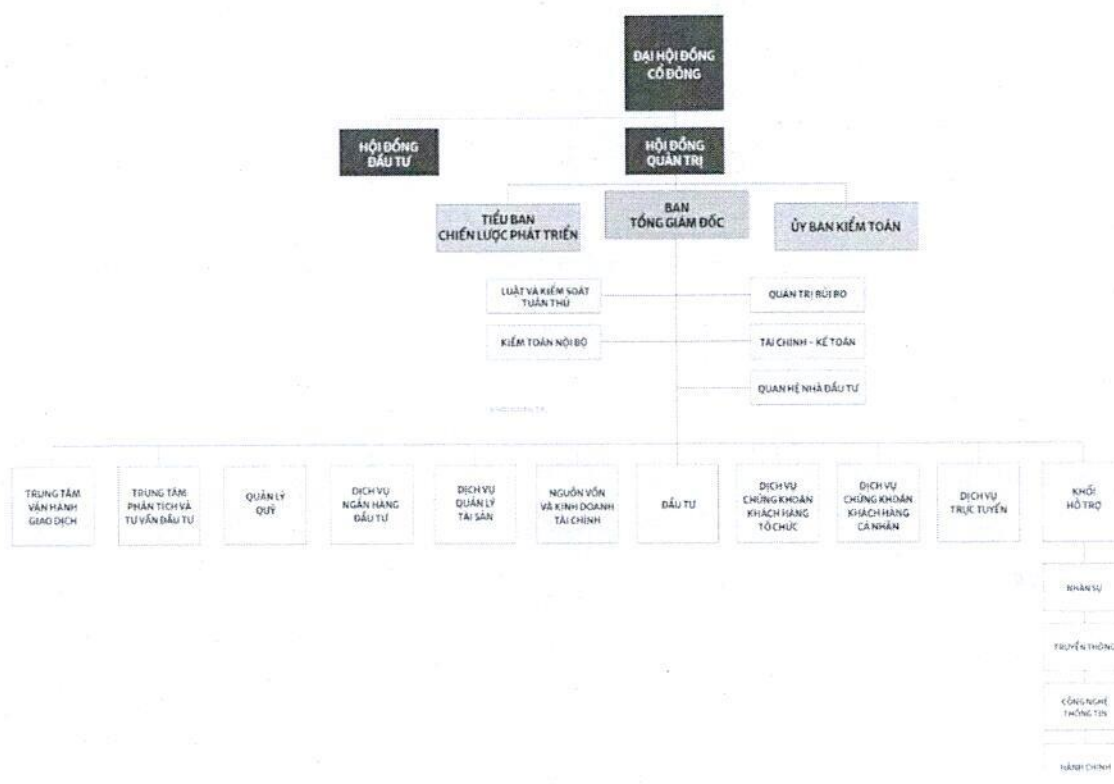 ĐẠI HỘI ĐỒNG
CỔ ĐÔNG
HỘI ĐỒNG
ĐẦU TƯ
HỘI ĐỒNG
QUẢN TRỊ
TIỂU BAN
CHIẾN LƯỢC PHÁT TRIỂN
BAN
TỔNG GIÁM ĐỐC
ỦY BAN KIỂM TOÁN
LUẬT VÀ KIỂM SOÁT
TUÂN THỦ
QUẢN TRỊ RỦI RO
KIỂM TOÁN NỘI BỘ
TÀI CHÍNH - KẾ TOÁN
QUAN HỆ NHÀ ĐẦU TƯ
TRUNG TÂM
VẬN HÀNH
GIAO DỊCH
TRUNG TÂM
PHÂN TÍCH VÀ
TƯ VẤN ĐẦU TƯ
QUẢN LÝ
QUỸ
DỊCH VỤ
NGÂN HÀNG
ĐẦU TƯ
DỊCH VỤ
QUẢN LÝ
TÀI SẢN
NGUỒN VỐN
VÀ KINH DOANH
TÀI CHÍNH
ĐẦU TƯ
DỊCH VỤ
CHỨNG KHOÁN
KHÁCH HÀNG
TỔ CHỨC
DỊCH VỤ
CHỨNG KHOÁN
KHÁCH HÀNG
CÁ NHÂN
DỊCH VỤ
TRỰC TUYẾN
KHỐI
HỖ TRỢ
NHÂN SỰ
TRUYỀN THÔNG
CÔNG NGHỆ
THÔNG TIN
HÀNH CHÍNH